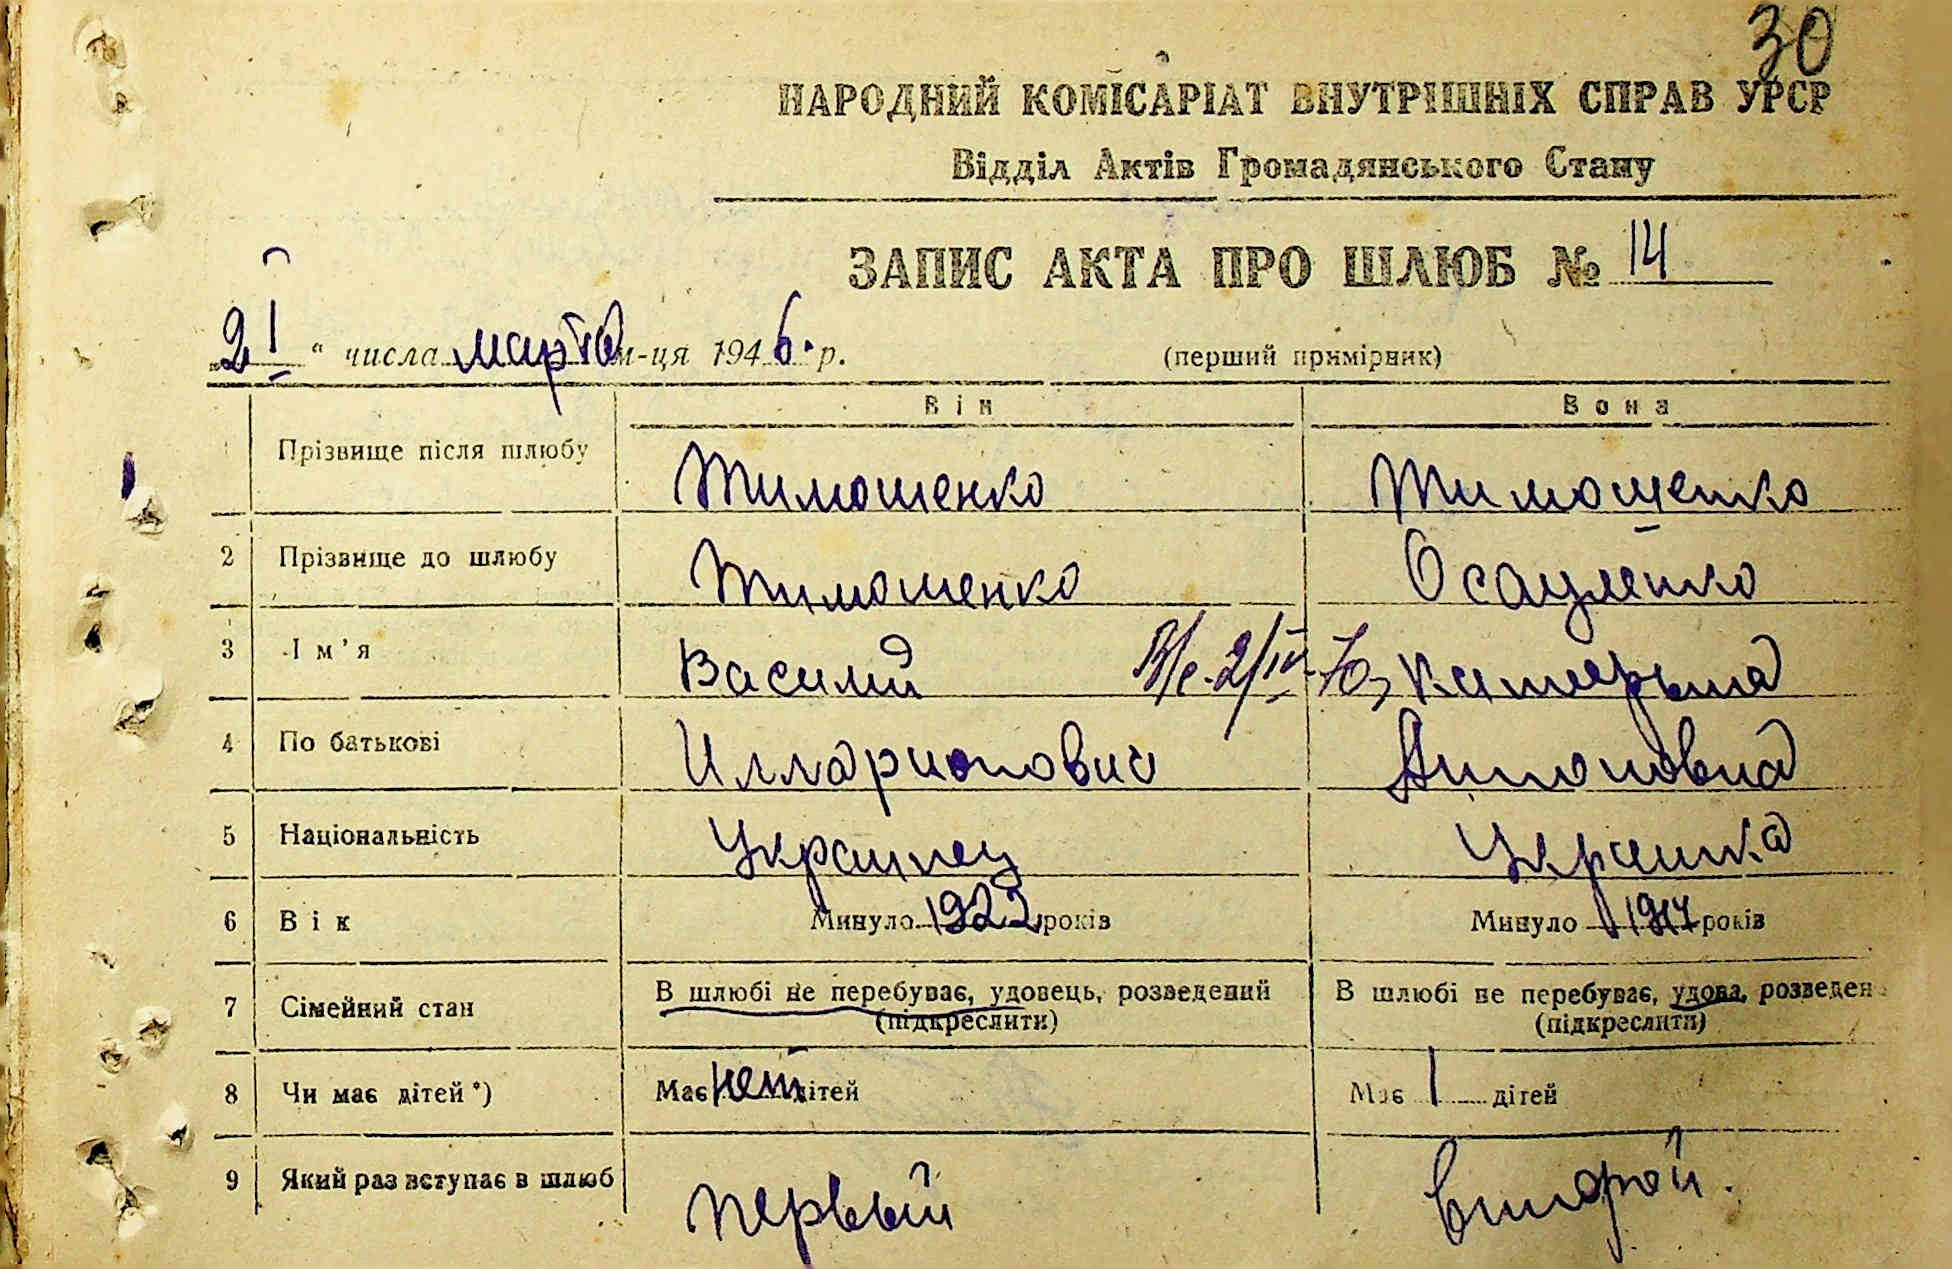 30
НАРОДНИЙ КОМІСАРІАТ ВНУТРІШНІХ СПРАВ УРСР
Відділ Актів Громадянського Стану
ЗАПИС АКТА ПРО ШЛЮБ № 14
„21“ числа марта м-ця 1946 р. (перший примірник)
Він Вона
1 Прізвище після шлюбу Тимошенко Тимошенко
2 Прізвище до шлюбу Тимошенко
3 Ім'я Василий Катерына
4 По батькові Илларионович Антоновна
5 Національність Украинец Украинка
6 Вік Минуло 1922 років Минуло 1917 років
7 Сімейний стан В шлюбі не перебуває, удовець, розведений (підкреслити) В шлюбі не перебуває, удова, розведен (підкреслити)
8 Чи має дітей *) Має нет дітей Має 1 дітей
9 Який раз вступає в шлюб первый второй.